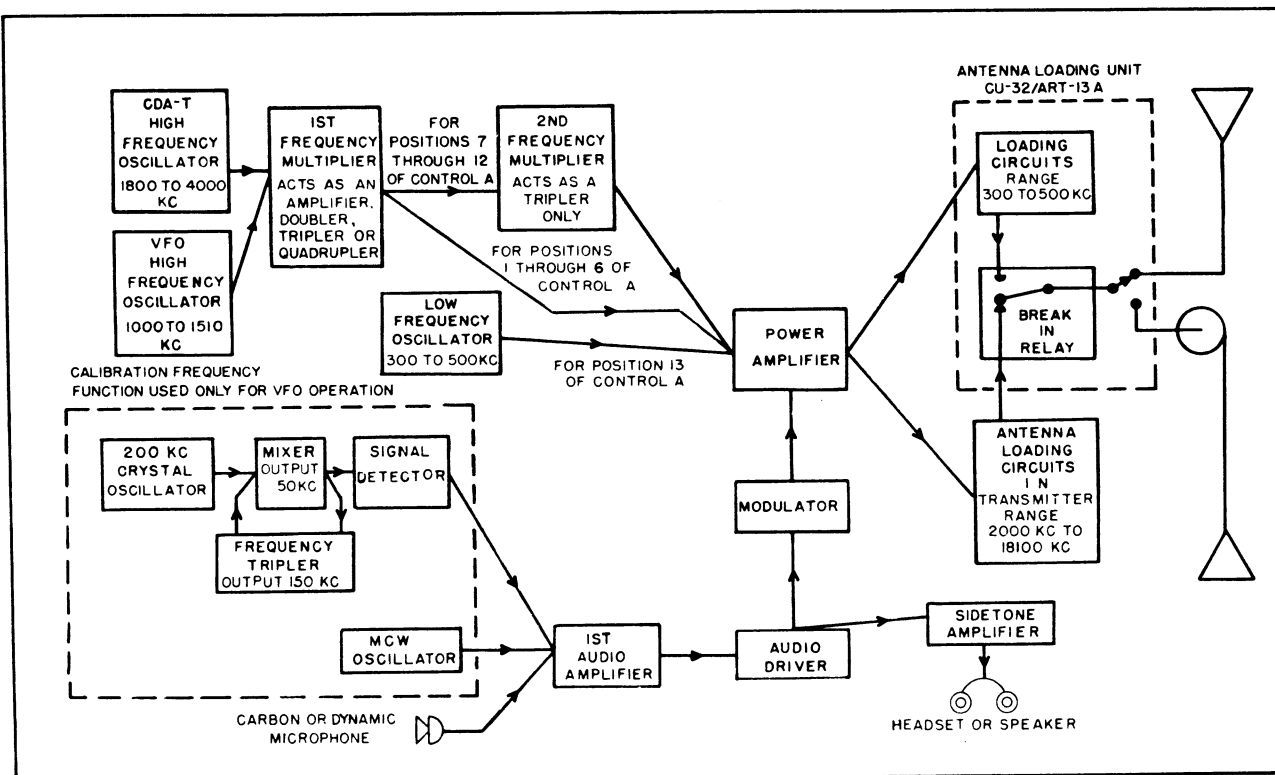 ANTENNA LOADING UNIT
CU-32/ART-13 A
CDA-T
HIGH
FREQUENCY
OSCILLATOR
1800 TO 4000
KC
1ST
FREQUENCY
MULTIPLIER
ACTS AS AN
AMPLIFIER,
DOUBLER,
TRIPLER OR
QUADRUPLER
FOR
POSITIONS 7
THROUGH 12
OF CONTROL A
2ND
FREQUENCY
MULTIPLIER
ACTS AS A
TRIPLER
ONLY
LOADING
CIRCUITS
RANGE
300 TO 500 KC
VFO
HIGH
FREQUENCY
OSCILLATOR
1000 TO 1510
KC
FOR POSITIONS
1 THROUGH 6 OF
CONTROL A
LOW
FREQUENCY
OSCILLATOR
300 TO 500 KC
FOR POSITION 13
OF CONTROL A
POWER
AMPLIFIER
BREAK
IN
RELAY
CALIBRATION FREQUENCY
FUNCTION USED ONLY FOR VFO OPERATION
200 KC
CRYSTAL
OSCILLATOR
MIXER
OUTPUT
50KC
SIGNAL
DETECTOR
FREQUENCY
TRIPLER
OUTPUT 150 KC
MODULATOR
ANTENNA
LOADING
CIRCUITS
IN
TRANSMITTER
RANGE
2000 KC TO
18100 KC
MCW
OSCILLATOR
1ST
AUDIO
AMPLIFIER
AUDIO
DRIVER
SIDETONE
AMPLIFIER
CARBON OR DYNAMIC
MICROPHONE
HEADSET OR SPEAKER